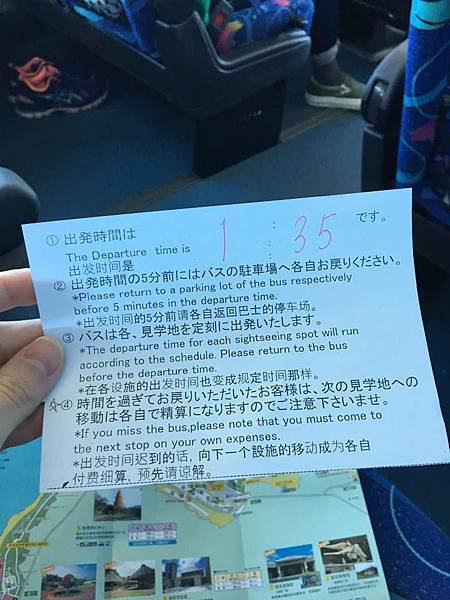 ① 出発時間は 1 : 35 です。
The Departure time is :
出发时间是
② 出発時間の5分前にはバスの駐車場へ各自お戻りください。
*Please return to a parking lot of the bus respectively
before 5 minutes in the departure time.
*出发时间的5分前请各自返回巴士的停车场。
③ バスは各、見学地を定刻に出発いたします。
*The departure time for each sightseeing spot will run
according to the schedule. Please return to the bus
before the departure time.
*在各设施的出发时间也变成规定时间那样。
☆④ 時間を過ぎてお戻りいただいたお客様は、次の見学地への
移動は各自で精算になりますのでご注意下さいませ。
*If you miss the bus,please note that you must come to
the next stop on your own expenses.
*出发时间迟到的话，向下一个設施的移动成为各自
付费细算，预先请谅解。